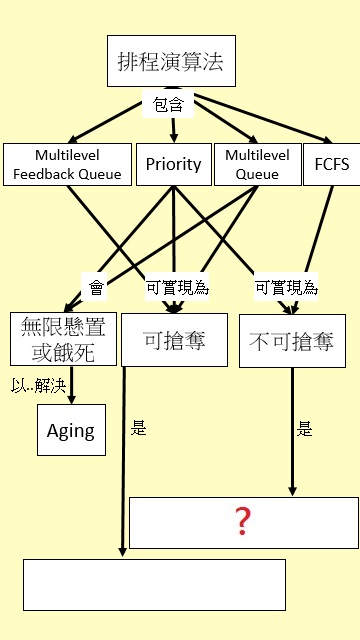 排程演算法
包含
Multilevel
Feedback Queue
Priority
Multilevel
Queue
FCFS
會
可實現為
可實現為
無限懸置
或餓死
可搶奪
不可搶奪
以..解決
Aging
是
是
?